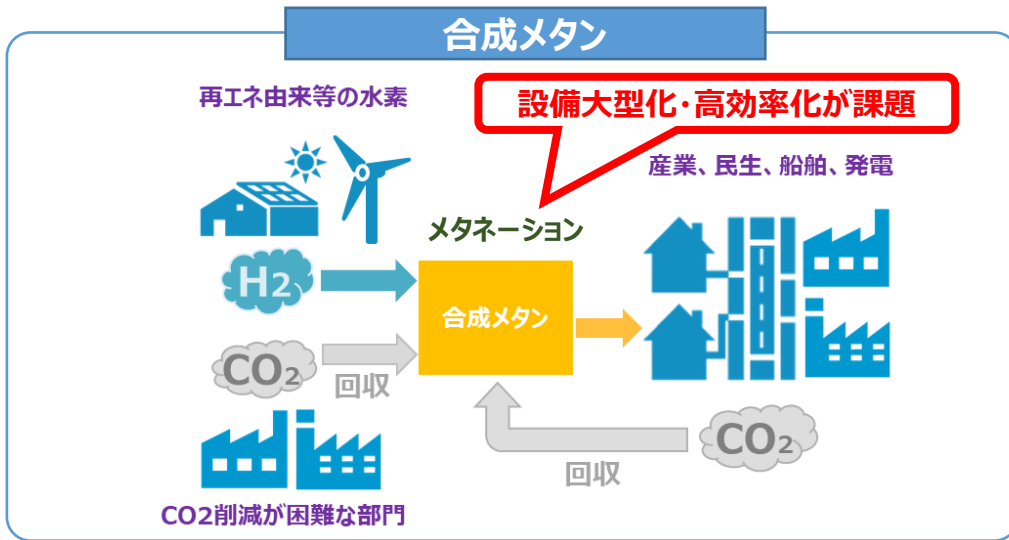 合成メタン
再エネ由来等の水素
設備大型化・高効率化が課題
産業、民生、船舶、発電
メタネーション
H2
合成メタン
CO2
回収
CO2
回収
CO2削減が困難な部門